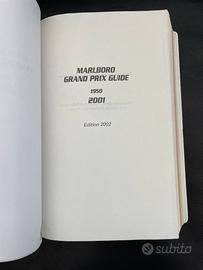 MARLBORO
GRAND PRIX GUIDE
1950
2001
Edition 2002
subito